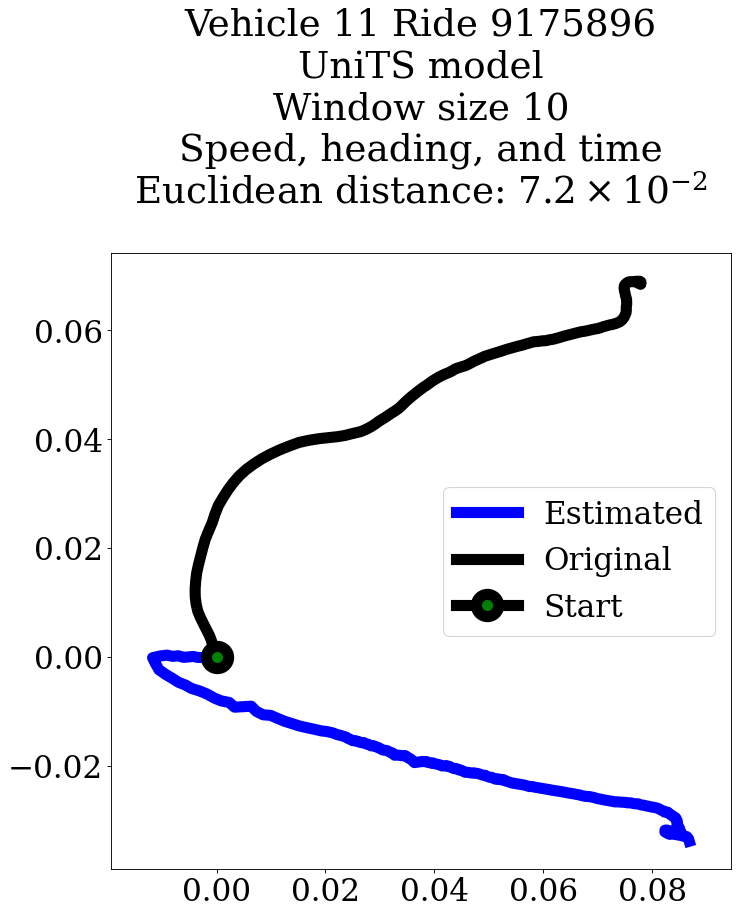 Vehicle 11 Ride 9175896
UniTS model
Window size 10
Speed, heading, and time
Euclidean distance: 7.2 × 10⁻²
0.06
0.04
0.02
0.00
−0.02
Estimated
Original
Start
0.00 0.02 0.04 0.06 0.08